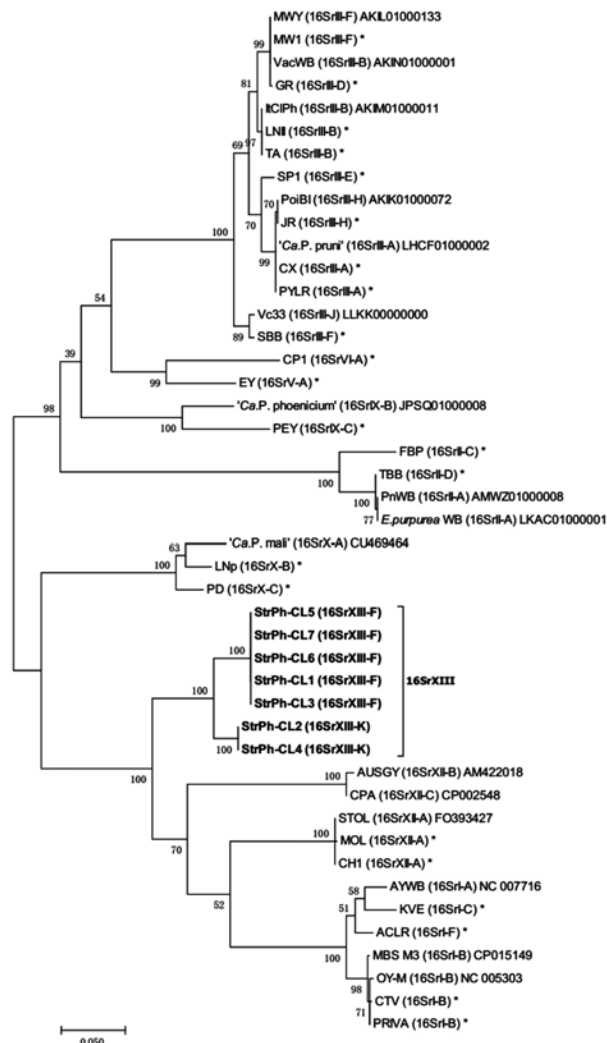 MWY (16SrIII-F) AKIL01000133
MW1 (16SrIII-F) *
99
VacWB (16SrIII-B) AKIN01000001
GR (16SrIII-D) *
81
ItClPh (16SrIII-B) AKIM01000011
LNII (16SrIII-B) *
69
97
TA (16SrIII-B) *
SP1 (16SrIII-E) *
PoiBI (16SrIII-H) AKIK01000072
70
JR (16SrIII-H) *
70
100
'Ca.P. pruni' (16SrIII-A) LHCF01000002
99
CX (16SrIII-A) *
PYLR (16SrIII-A) *
54
Vc33 (16SrIII-J) LLKK00000000
89
SBB (16SrIII-F) *
39
CP1 (16SrVI-A) *
99
EY (16SrV-A) *
98
'Ca.P. phoenicium' (16SrIX-B) JPSQ01000008
100
PEY (16SrIX-C) *
FBP (16SrII-C) *
100
TBB (16SrII-D) *
100
PnWB (16SrII-A) AMWZ01000008
77
E.purpurea WB (16SrII-A) LKAC01000001
63
'Ca.P. mali' (16SrX-A) CU469464
100
LNp (16SrX-B) *
PD (16SrX-C) *
StrPh-CL5 (16SrXIII-F)
StrPh-CL7 (16SrXIII-F)
100
StrPh-CL6 (16SrXIII-F)
16SrXIII
StrPh-CL1 (16SrXIII-F)
100
StrPh-CL3 (16SrXIII-F)
StrPh-CL2 (16SrXIII-K)
100
StrPh-CL4 (16SrXIII-K)
100
100
AUSGY (16SrXII-B) AM422018
CPA (16SrXII-C) CP002548
STOL (16SrXII-A) FO393427
100
MOL (16SrXII-A) *
70
CH1 (16SrXII-A) *
58
AYWB (16SrI-A) NC 007716
52
51
KVE (16SrI-C) *
ACLR (16SrI-F) *
100
MBS M3 (16SrI-B) CP015149
OY-M (16SrI-B) NC 005303
98
CTV (16SrI-B) *
71
PRIVA (16SrI-B) *
0.050